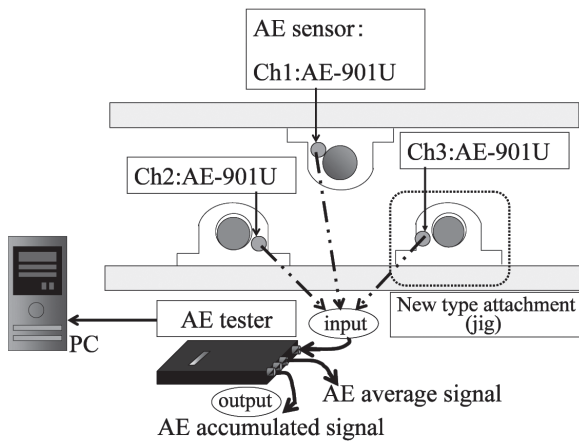 AE sensor:
Ch1:AE-901U
Ch3:AE-901U
Ch2:AE-901U
New type attachment
(jig)
input
AE tester
PC
AE average signal
output
AE accumulated signal